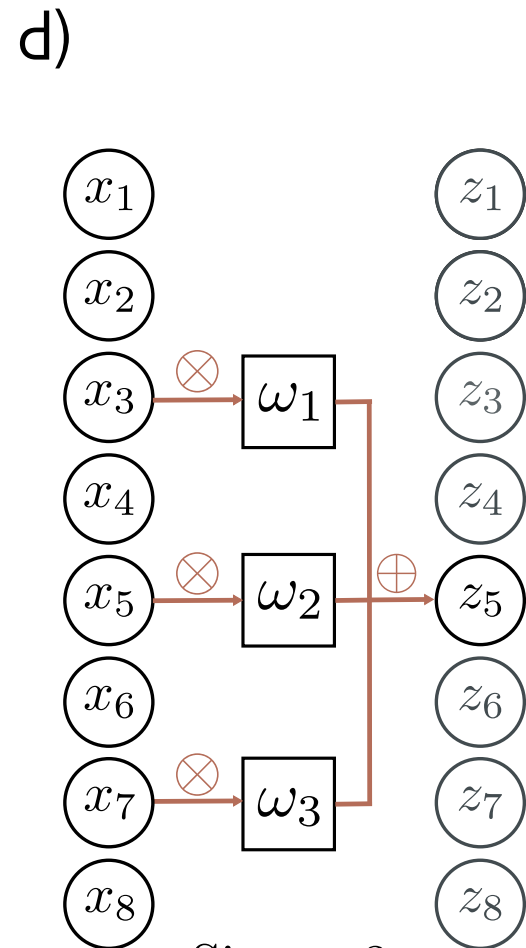 d)
x₁ z₁
x₂ z₂
x₃ ⊗ ω₁ z₃
x₄ z₄
x₅ ⊗ ω₂ ⊕ z₅
x₆ z₆
x₇ ⊗ ω₃ z₇
x₈ z₈